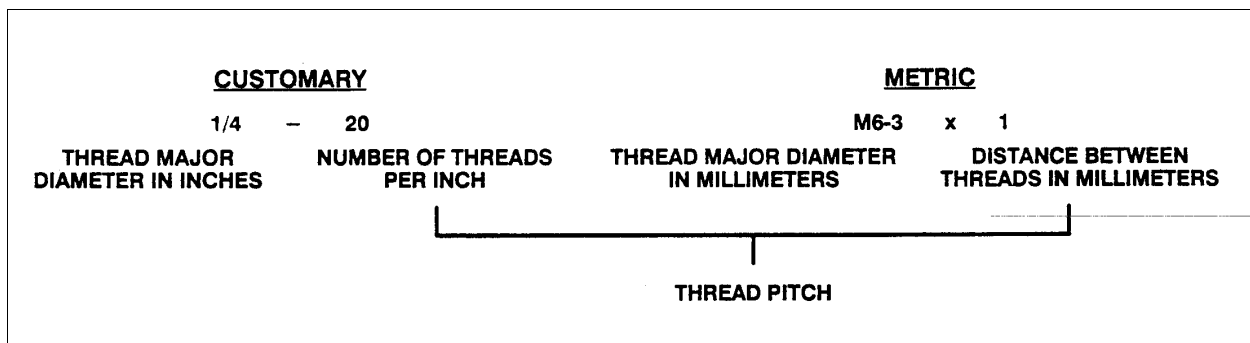 CUSTOMARY
1/4 – 20
THREAD MAJOR
DIAMETER IN INCHES
NUMBER OF THREADS
PER INCH
METRIC
M6-3 x 1
THREAD MAJOR DIAMETER
IN MILLIMETERS
DISTANCE BETWEEN
THREADS IN MILLIMETERS
THREAD PITCH